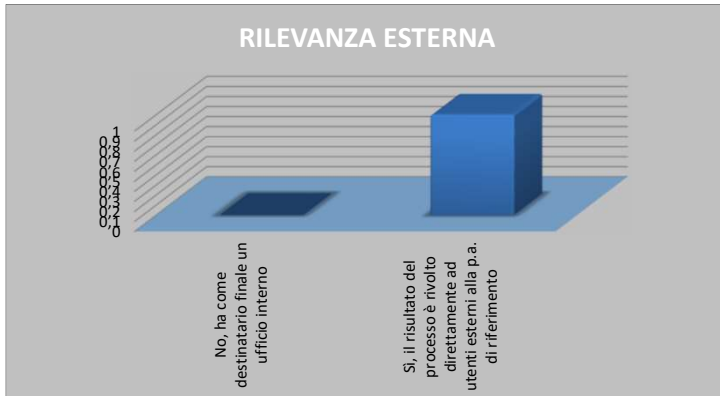 RILEVANZA ESTERNA
1
0,9
0,8
0,7
0,6
0,5
0,4
0,3
0,2
0,1
0
No, ha come
destinatario finale un
ufficio interno
Sì, il risultato del
processo è rivolto
direttamente ad
utenti esterni alla p.a.
di riferimento